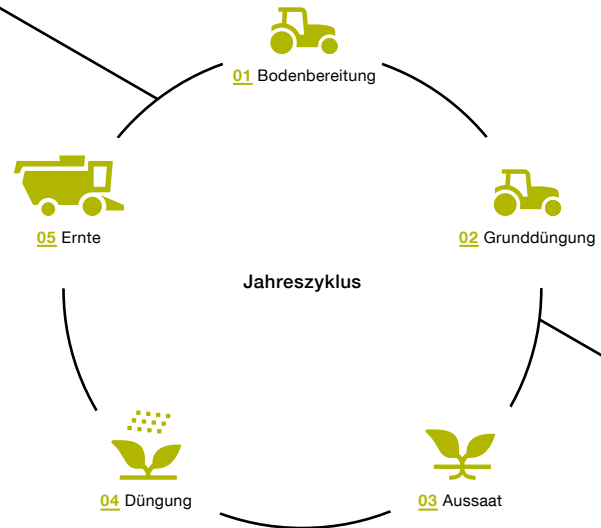 01 Bodenbereitung
02 Grunddüngung
05 Ernte
Jahreszyklus
03 Aussaat
04 Düngung